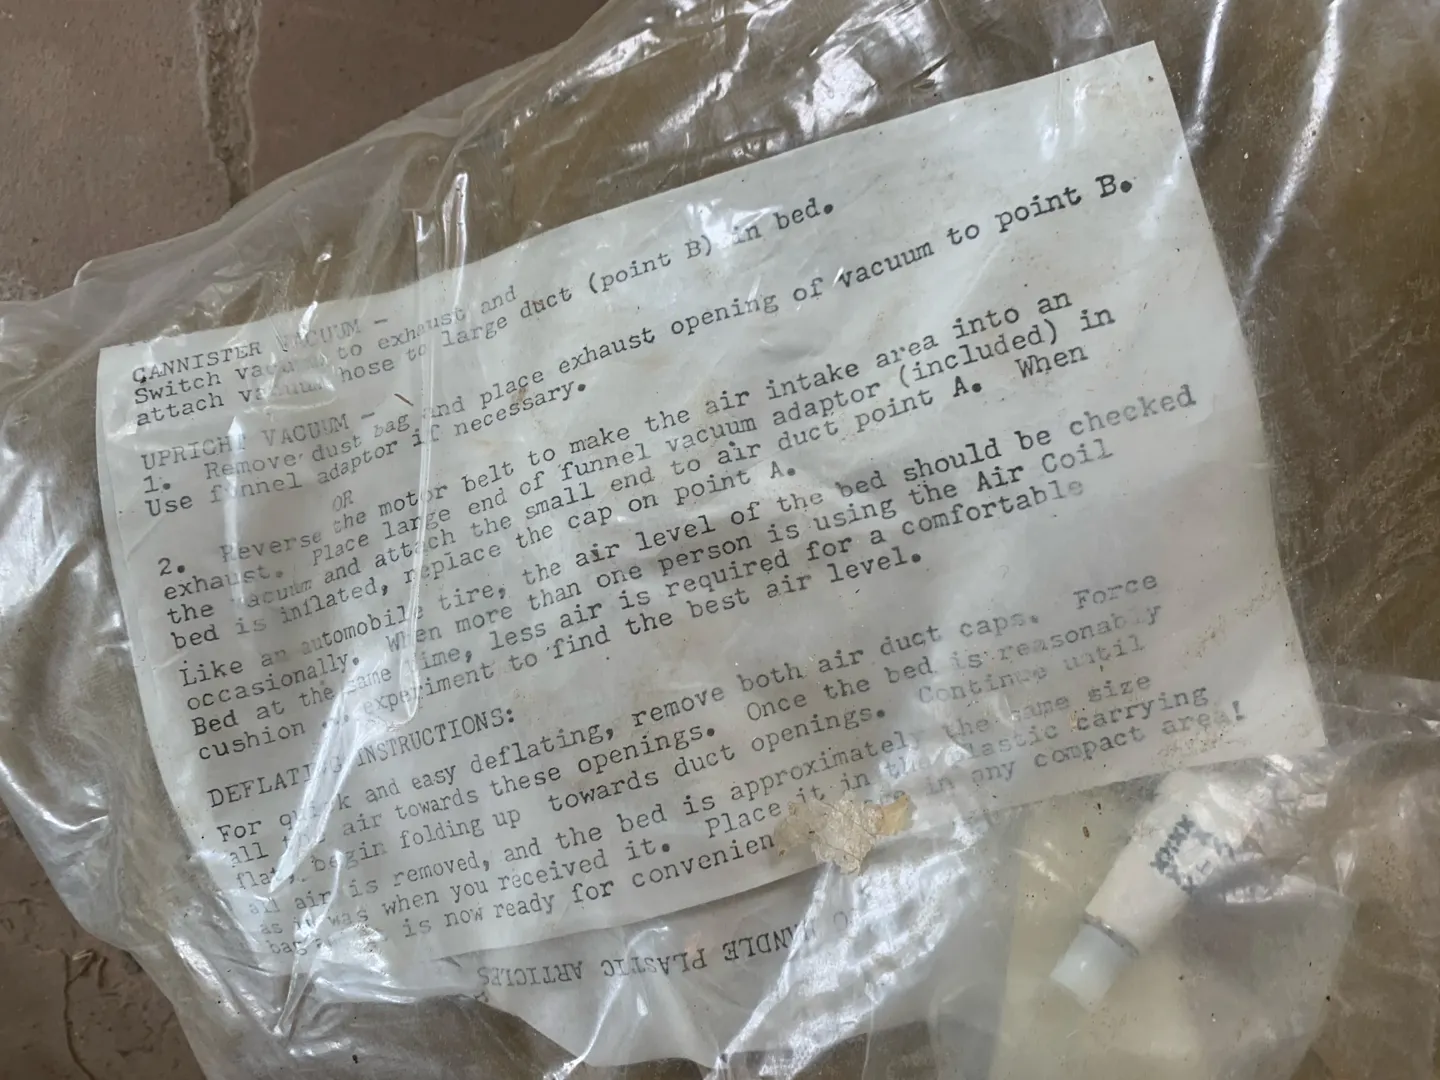 CANNISTER VACUUM -
Switch vacuum to exhaust and
attach vacuum hose to large duct (point B) in bed.
UPRIGHT VACUUM -
1. Remove dust bag and place exhaust opening of vacuum to point B.
Use funnel adaptor if necessary.
OR
2. Reverse the motor belt to make the air intake area into an
exhaust. Place large end of funnel vacuum adaptor (included) in
the vacuum and attach the small end to air duct point A. When
bed is inflated, replace the cap on point A.
Like an automobile tire, the air level of the bed should be checked
occasionally. When more than one person is using the Air Coil
Bed at the same time, less air is required for a comfortable
cushion experiment to find the best air level.
DEFLATING INSTRUCTIONS:
For quick and easy deflating, remove both air duct caps. Force
all the air towards these openings. Once the bed is reasonably
flat, begin folding up towards duct openings. Continue until
all air is removed, and the bed is approximately the same size
as it was when you received it. Place it in the plastic carrying
bag is now ready for in any compact area!
HANDLE PLASTIC ARTICLES